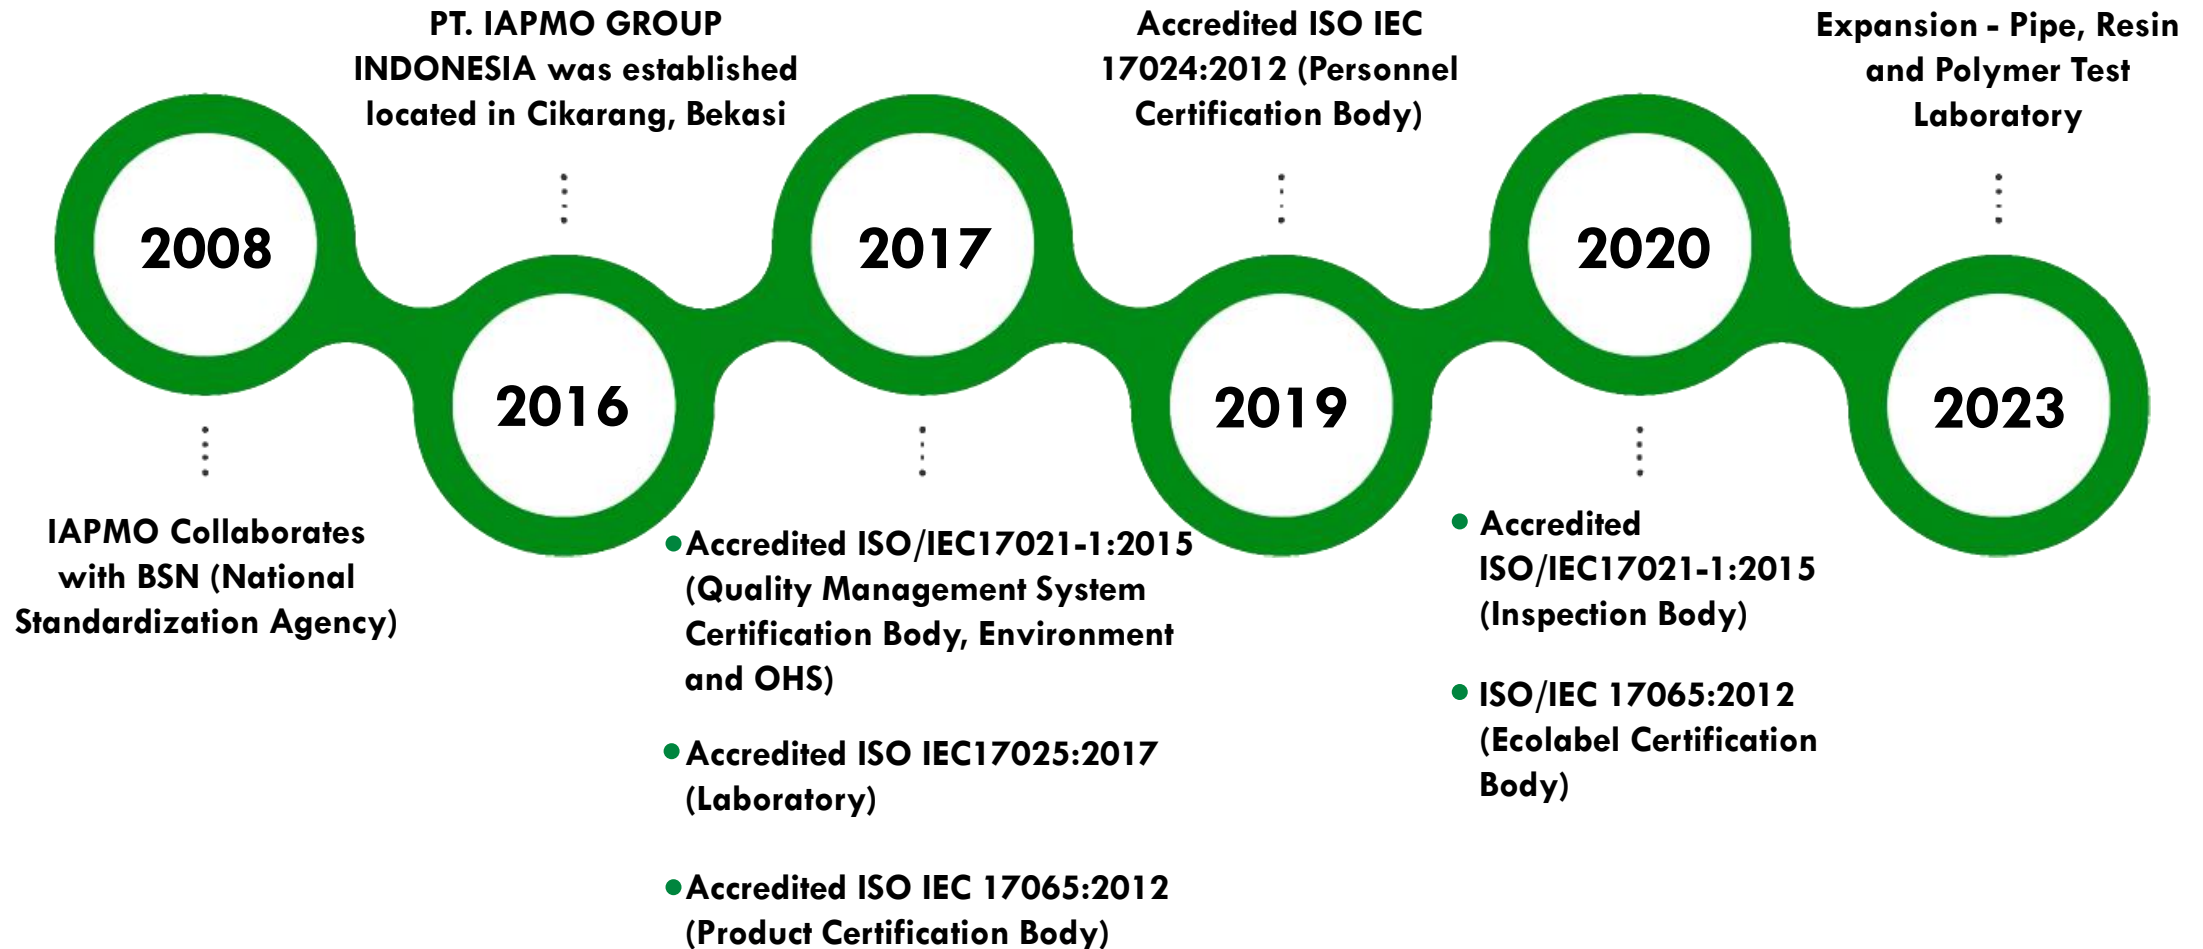 2008
IAPMO Collaborates
with BSN (National
Standardization Agency)
PT. IAPMO GROUP
INDONESIA was established
located in Cikarang, Bekasi
2016
2017
•Accredited ISO/IEC17021-1:2015
(Quality Management System
Certification Body, Environment
and OHS)
•Accredited ISO IEC17025:2017
(Laboratory)
•Accredited ISO IEC 17065:2012
(Product Certification Body)
Accredited ISO IEC
17024:2012 (Personnel
Certification Body)
2019
2020
• Accredited
ISO/IEC17021-1:2015
(Inspection Body)
• ISO/IEC 17065:2012
(Ecolabel Certification
Body)
Expansion - Pipe, Resin
and Polymer Test
Laboratory
2023